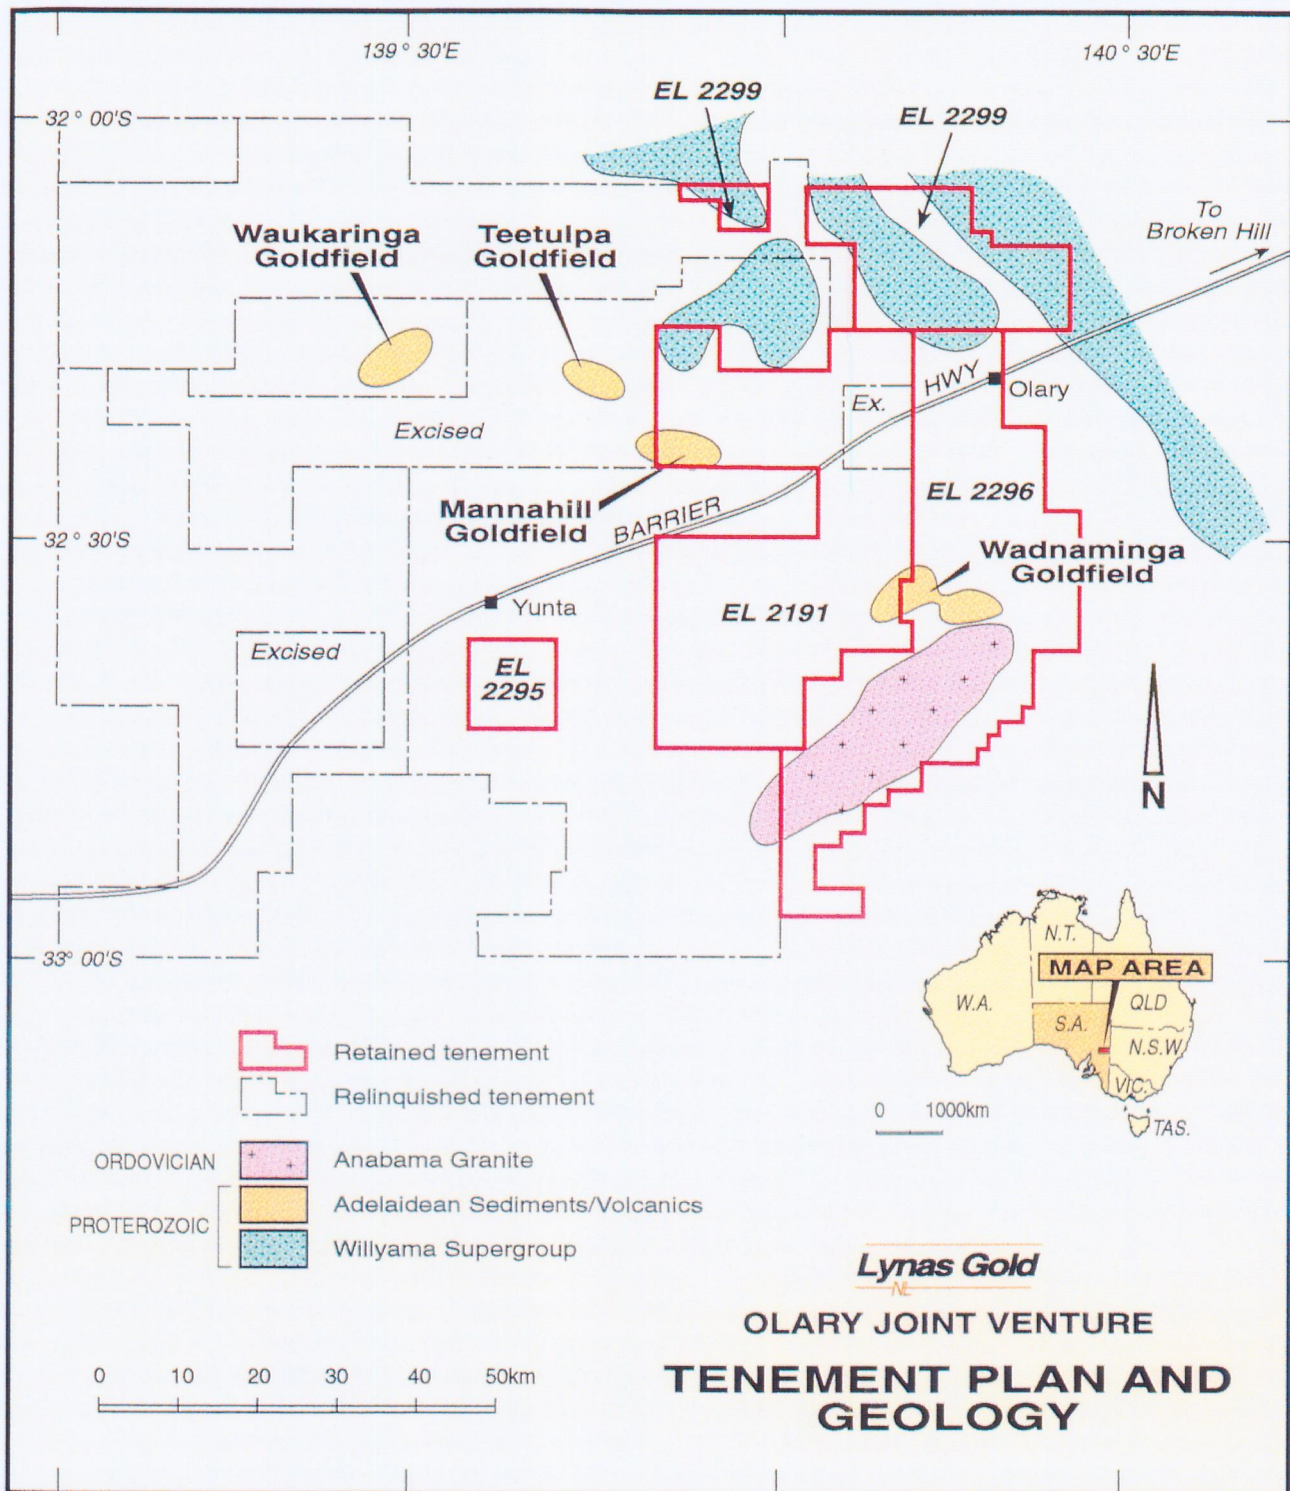 139° 30'E
140° 30'E
EL 2299
EL 2299
32° 00'S
To
Broken Hill
Waukaringa
Goldfield
Teetulpa
Goldfield
HWY
Olary
Ex.
Excised
EL 2296
Mannahill
Goldfield
BARRIER
32° 30'S
Wadnaminga
Goldfield
Yunta
EL 2191
Excised
EL
2295
N
33° 00'S
N.T.
MAP AREA
W.A.
QLD
S.A.
N.S.W
VIC.
TAS.
0 1000km
Retained tenement
Relinquished tenement
ORDOVICIAN
Anabama Granite
PROTEROZOIC
Adelaidean Sediments/Volcanics
Willyama Supergroup
Lynas Gold
NL
OLARY JOINT VENTURE
TENEMENT PLAN AND
GEOLOGY
0 10 20 30 40 50km